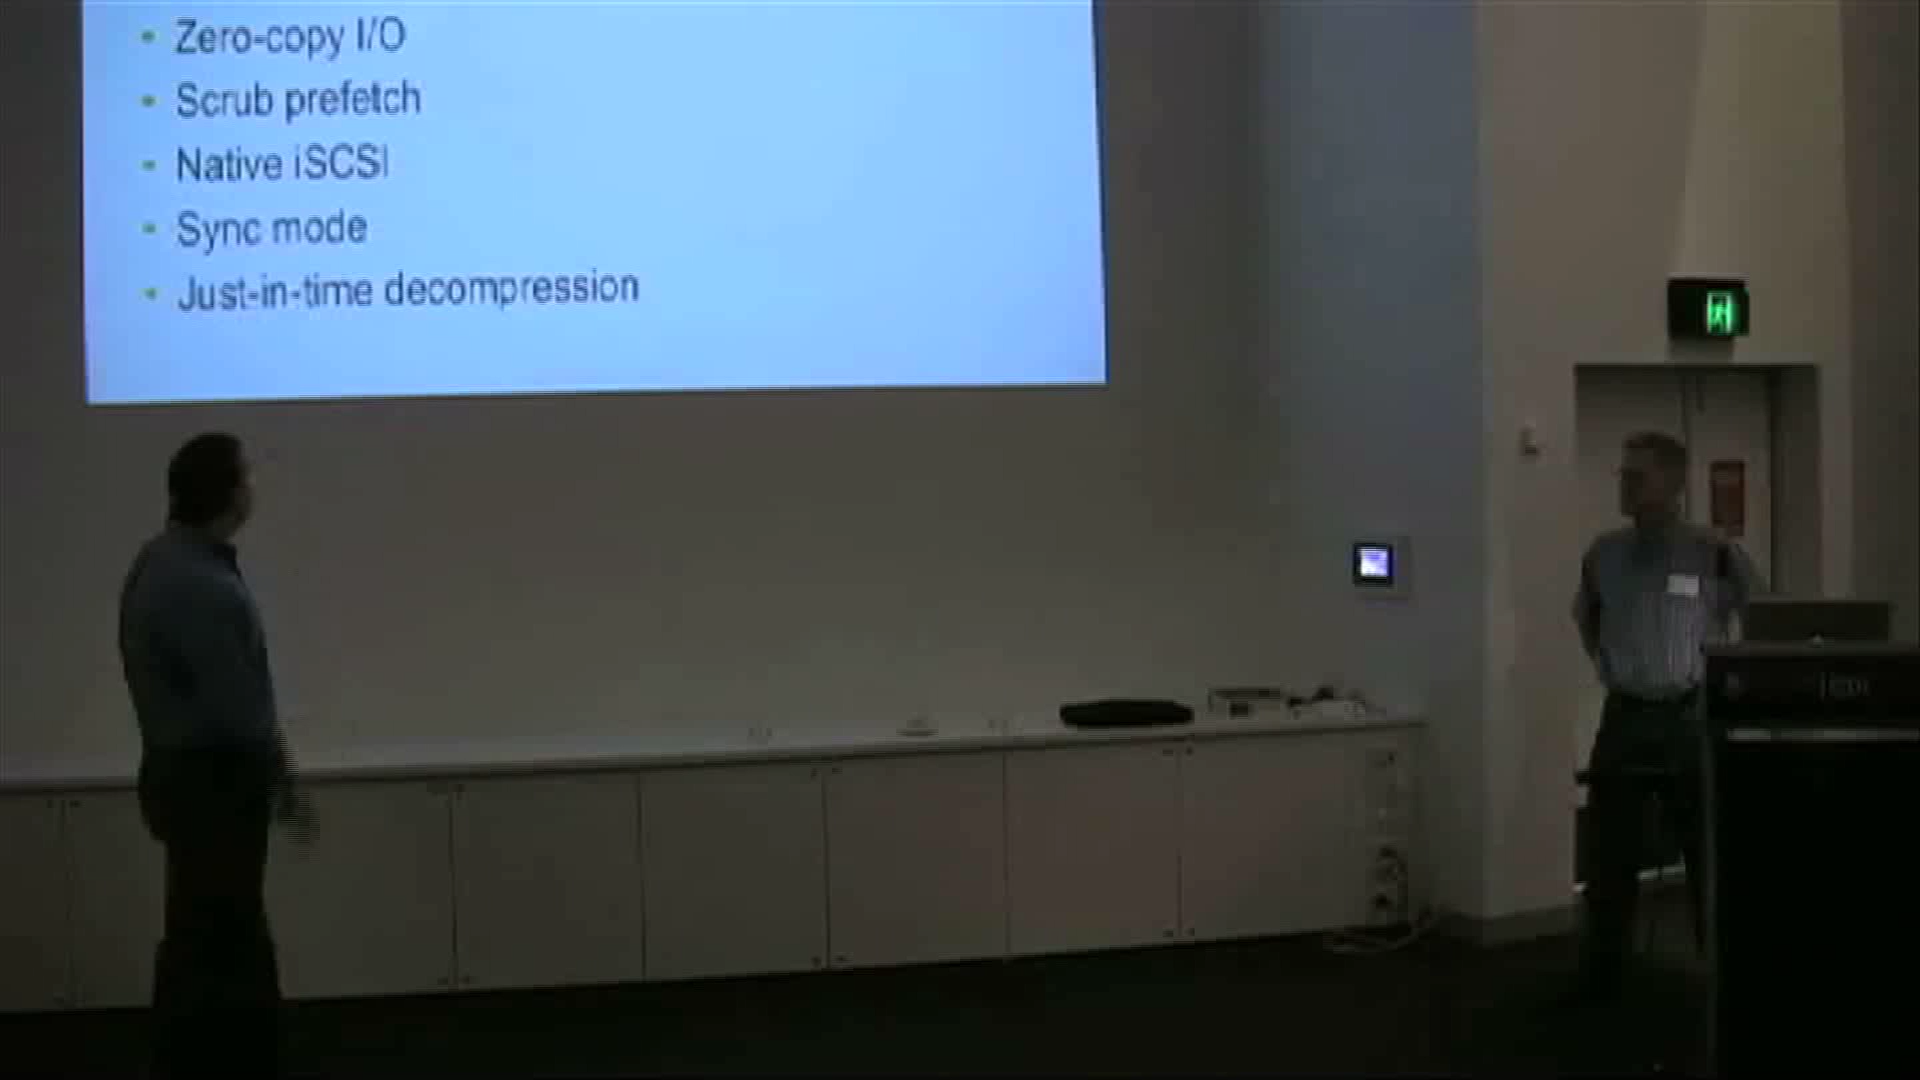 Zero-copy I/O
Scrub prefetch
Native iSCSI
Sync mode
Just-in-time decompression